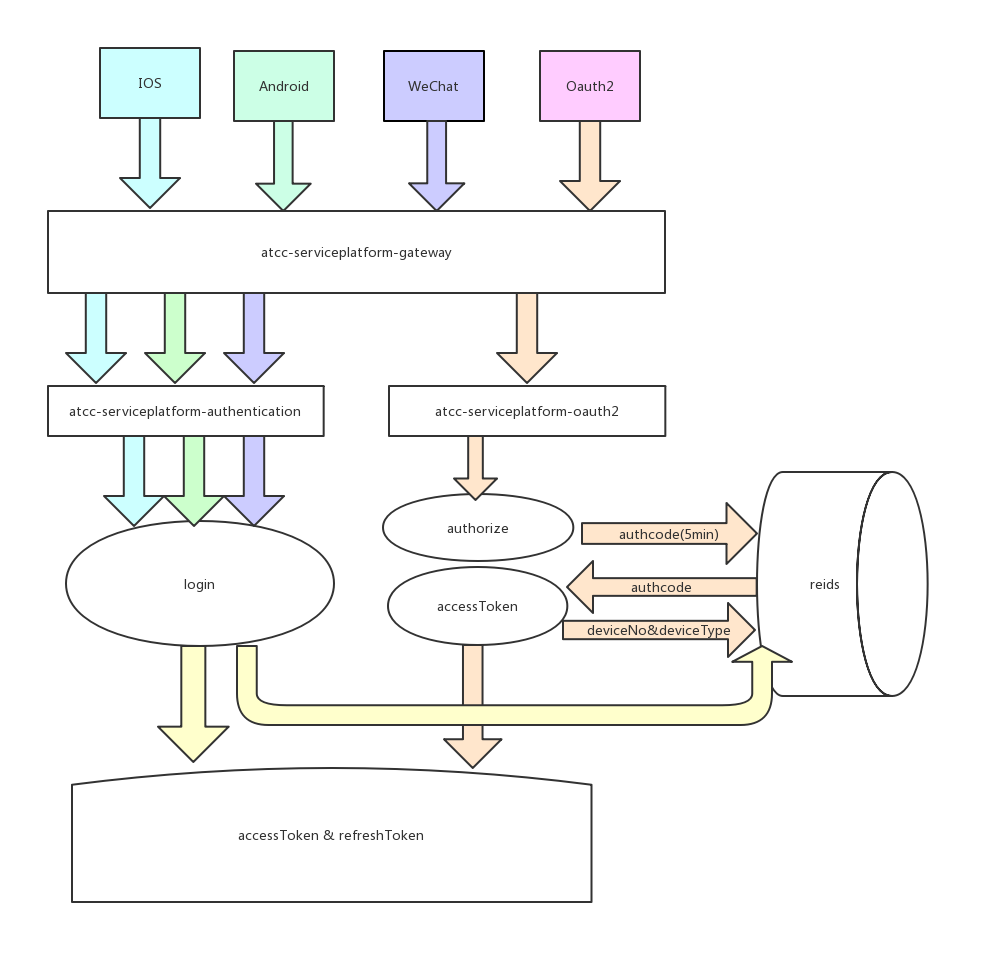 IOS
Android
WeChat
Oauth2
atcc-serviceplatform-gateway
atcc-serviceplatform-authentication
atcc-serviceplatform-oauth2
authorize
authcode(5min)
login
reids
authcode
accessToken
deviceNo&deviceType
accessToken & refreshToken